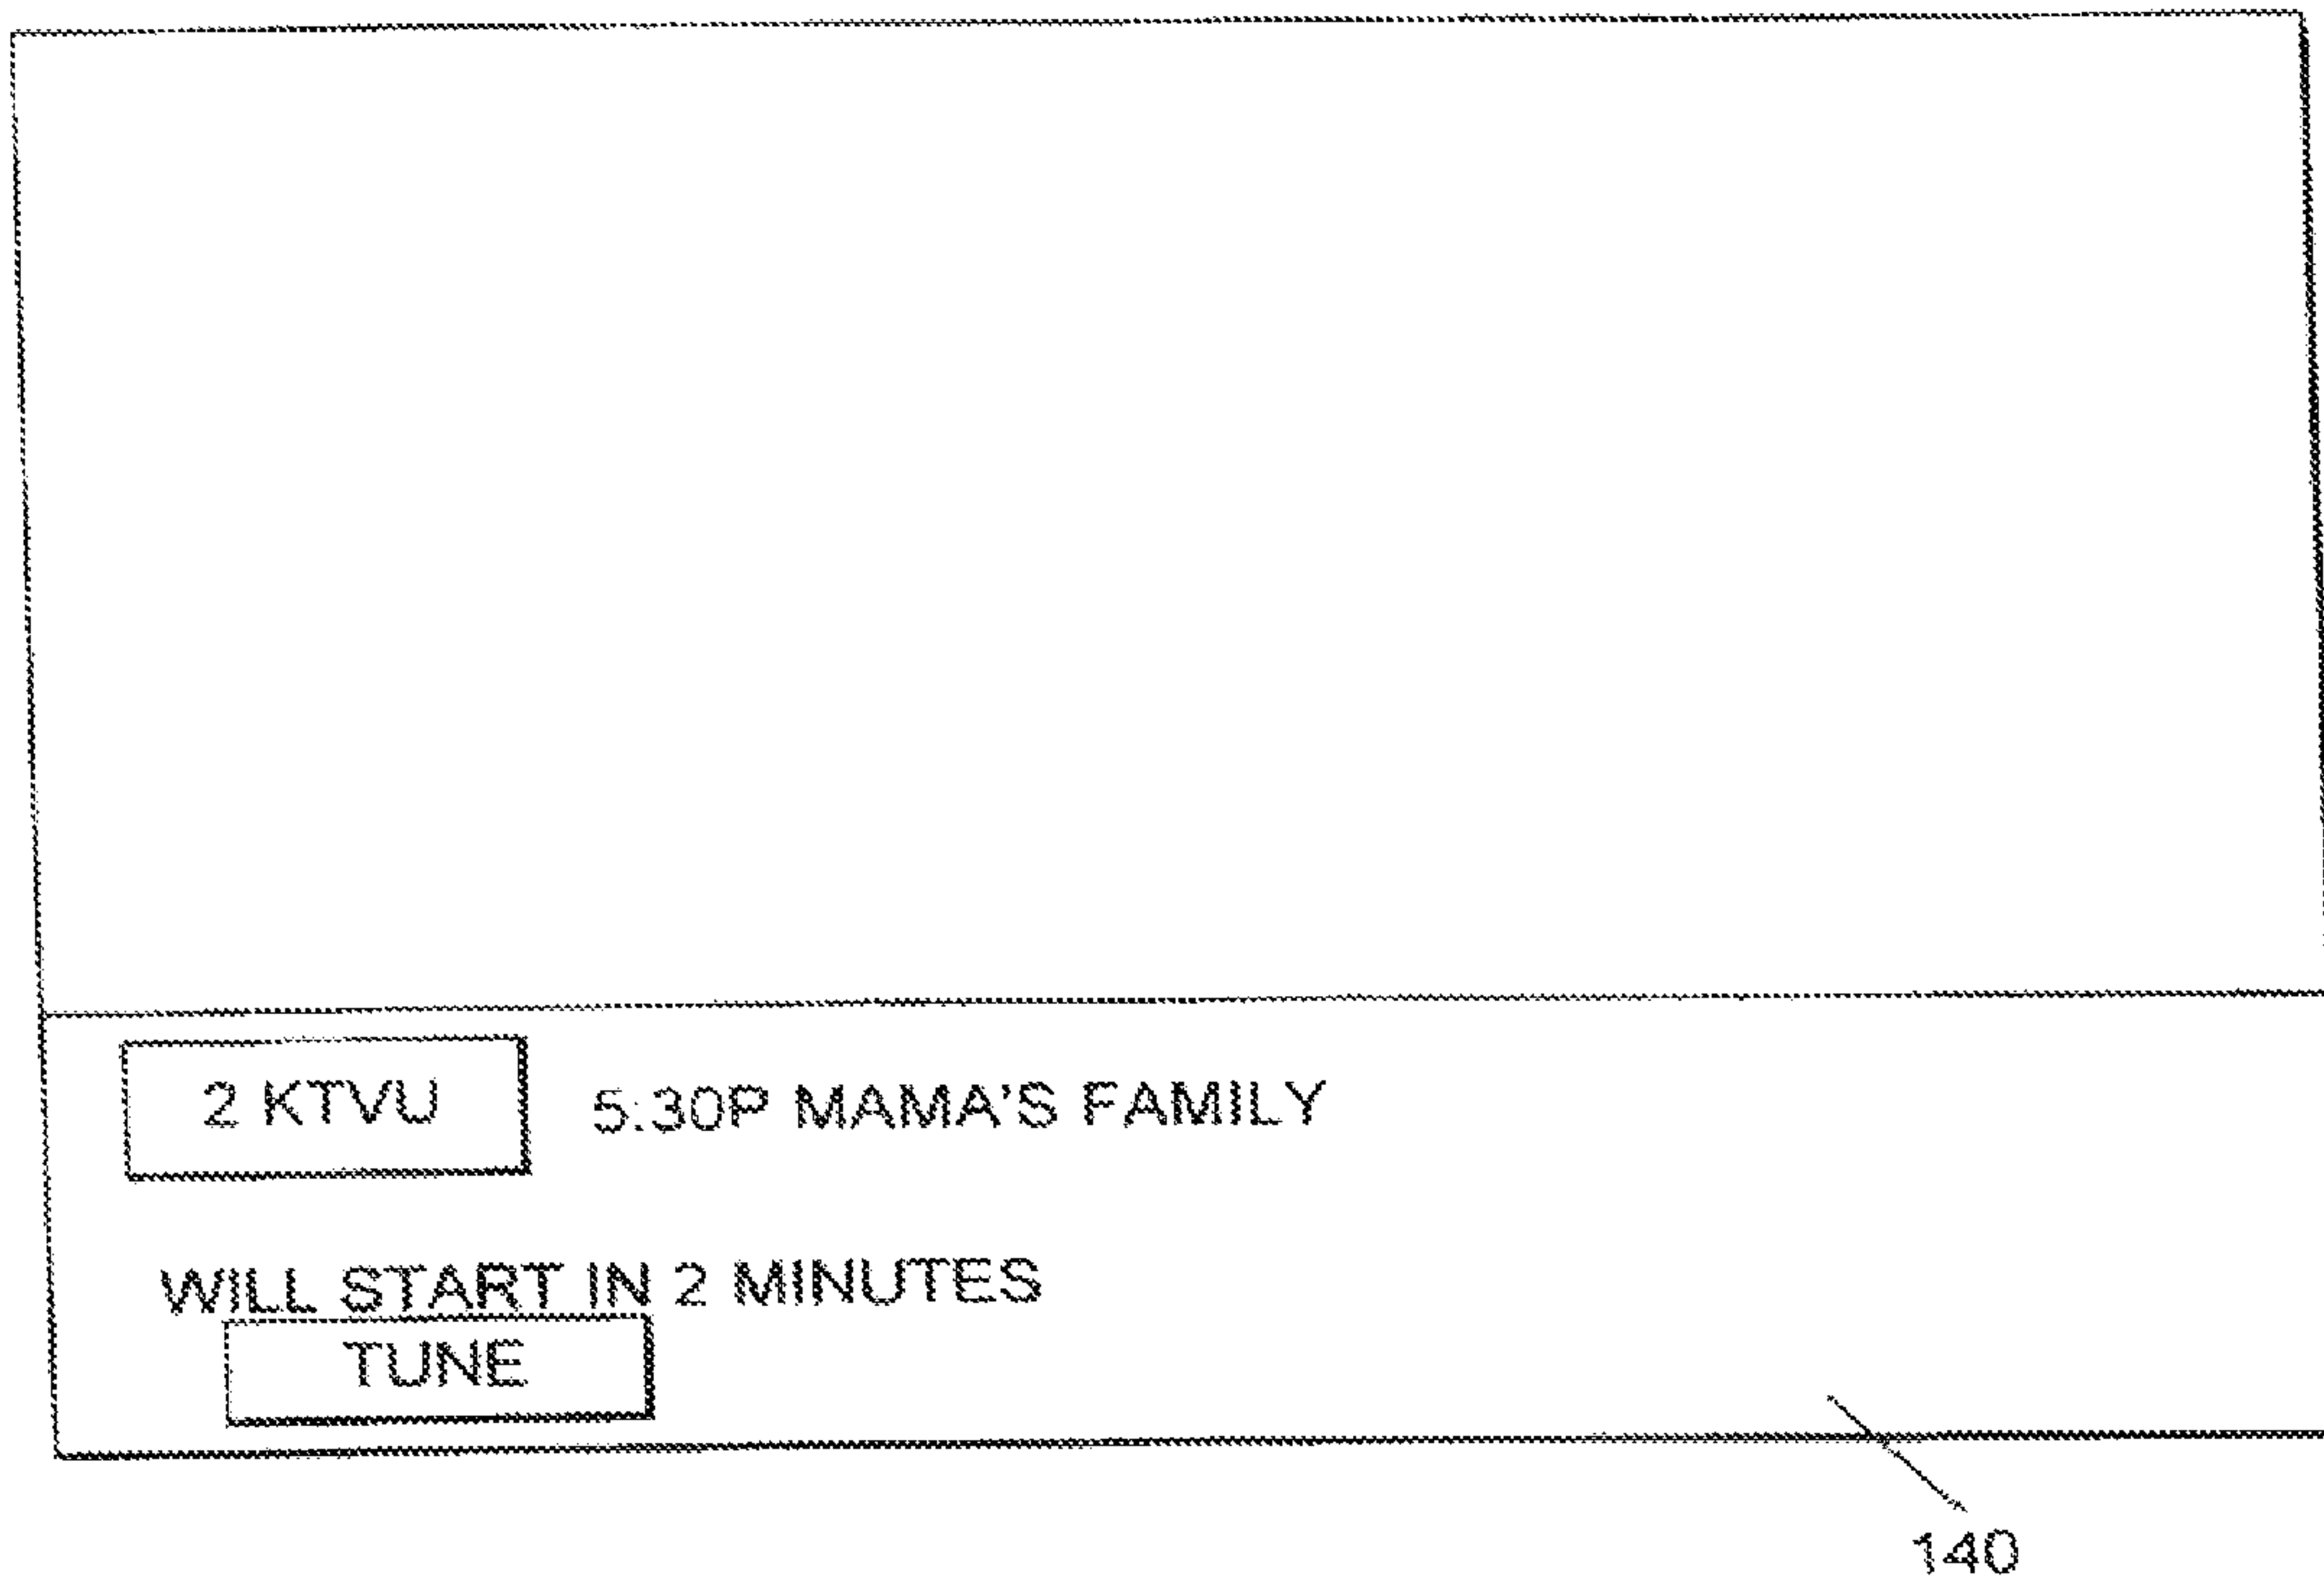 2 KTVU 5:30P MAMA'S FAMILY
WILL START IN 2 MINUTES
TUNE
140